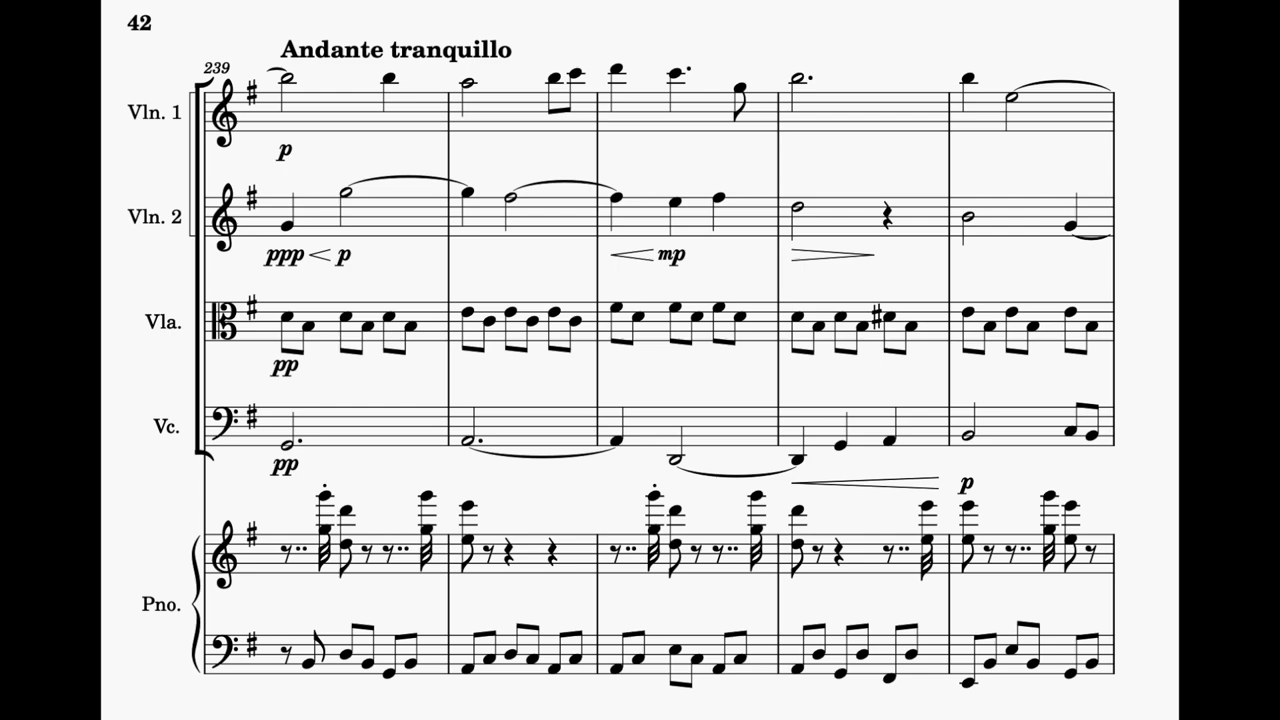 42
Andante tranquillo
239
Vln. 1
p
Vln. 2
ppp p mp
Vla.
pp
Vc.
pp p
Pno.